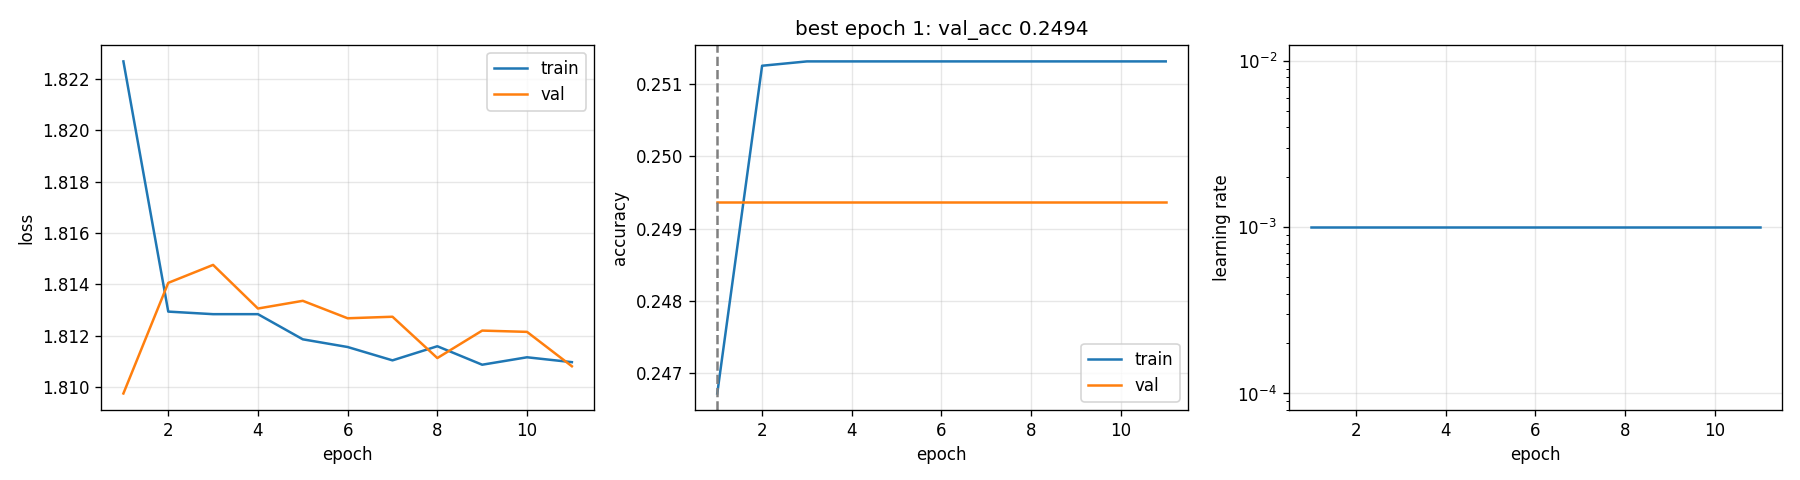 best epoch 1: val_acc 0.2494
loss
1.822
1.820
1.818
1.816
1.814
1.812
1.810
train
val
2
4
6
8
10
epoch
accuracy
0.251
0.250
0.249
0.248
0.247
train
val
2
4
6
8
10
epoch
learning rate
10⁻²
10⁻³
10⁻⁴
2
4
6
8
10
epoch